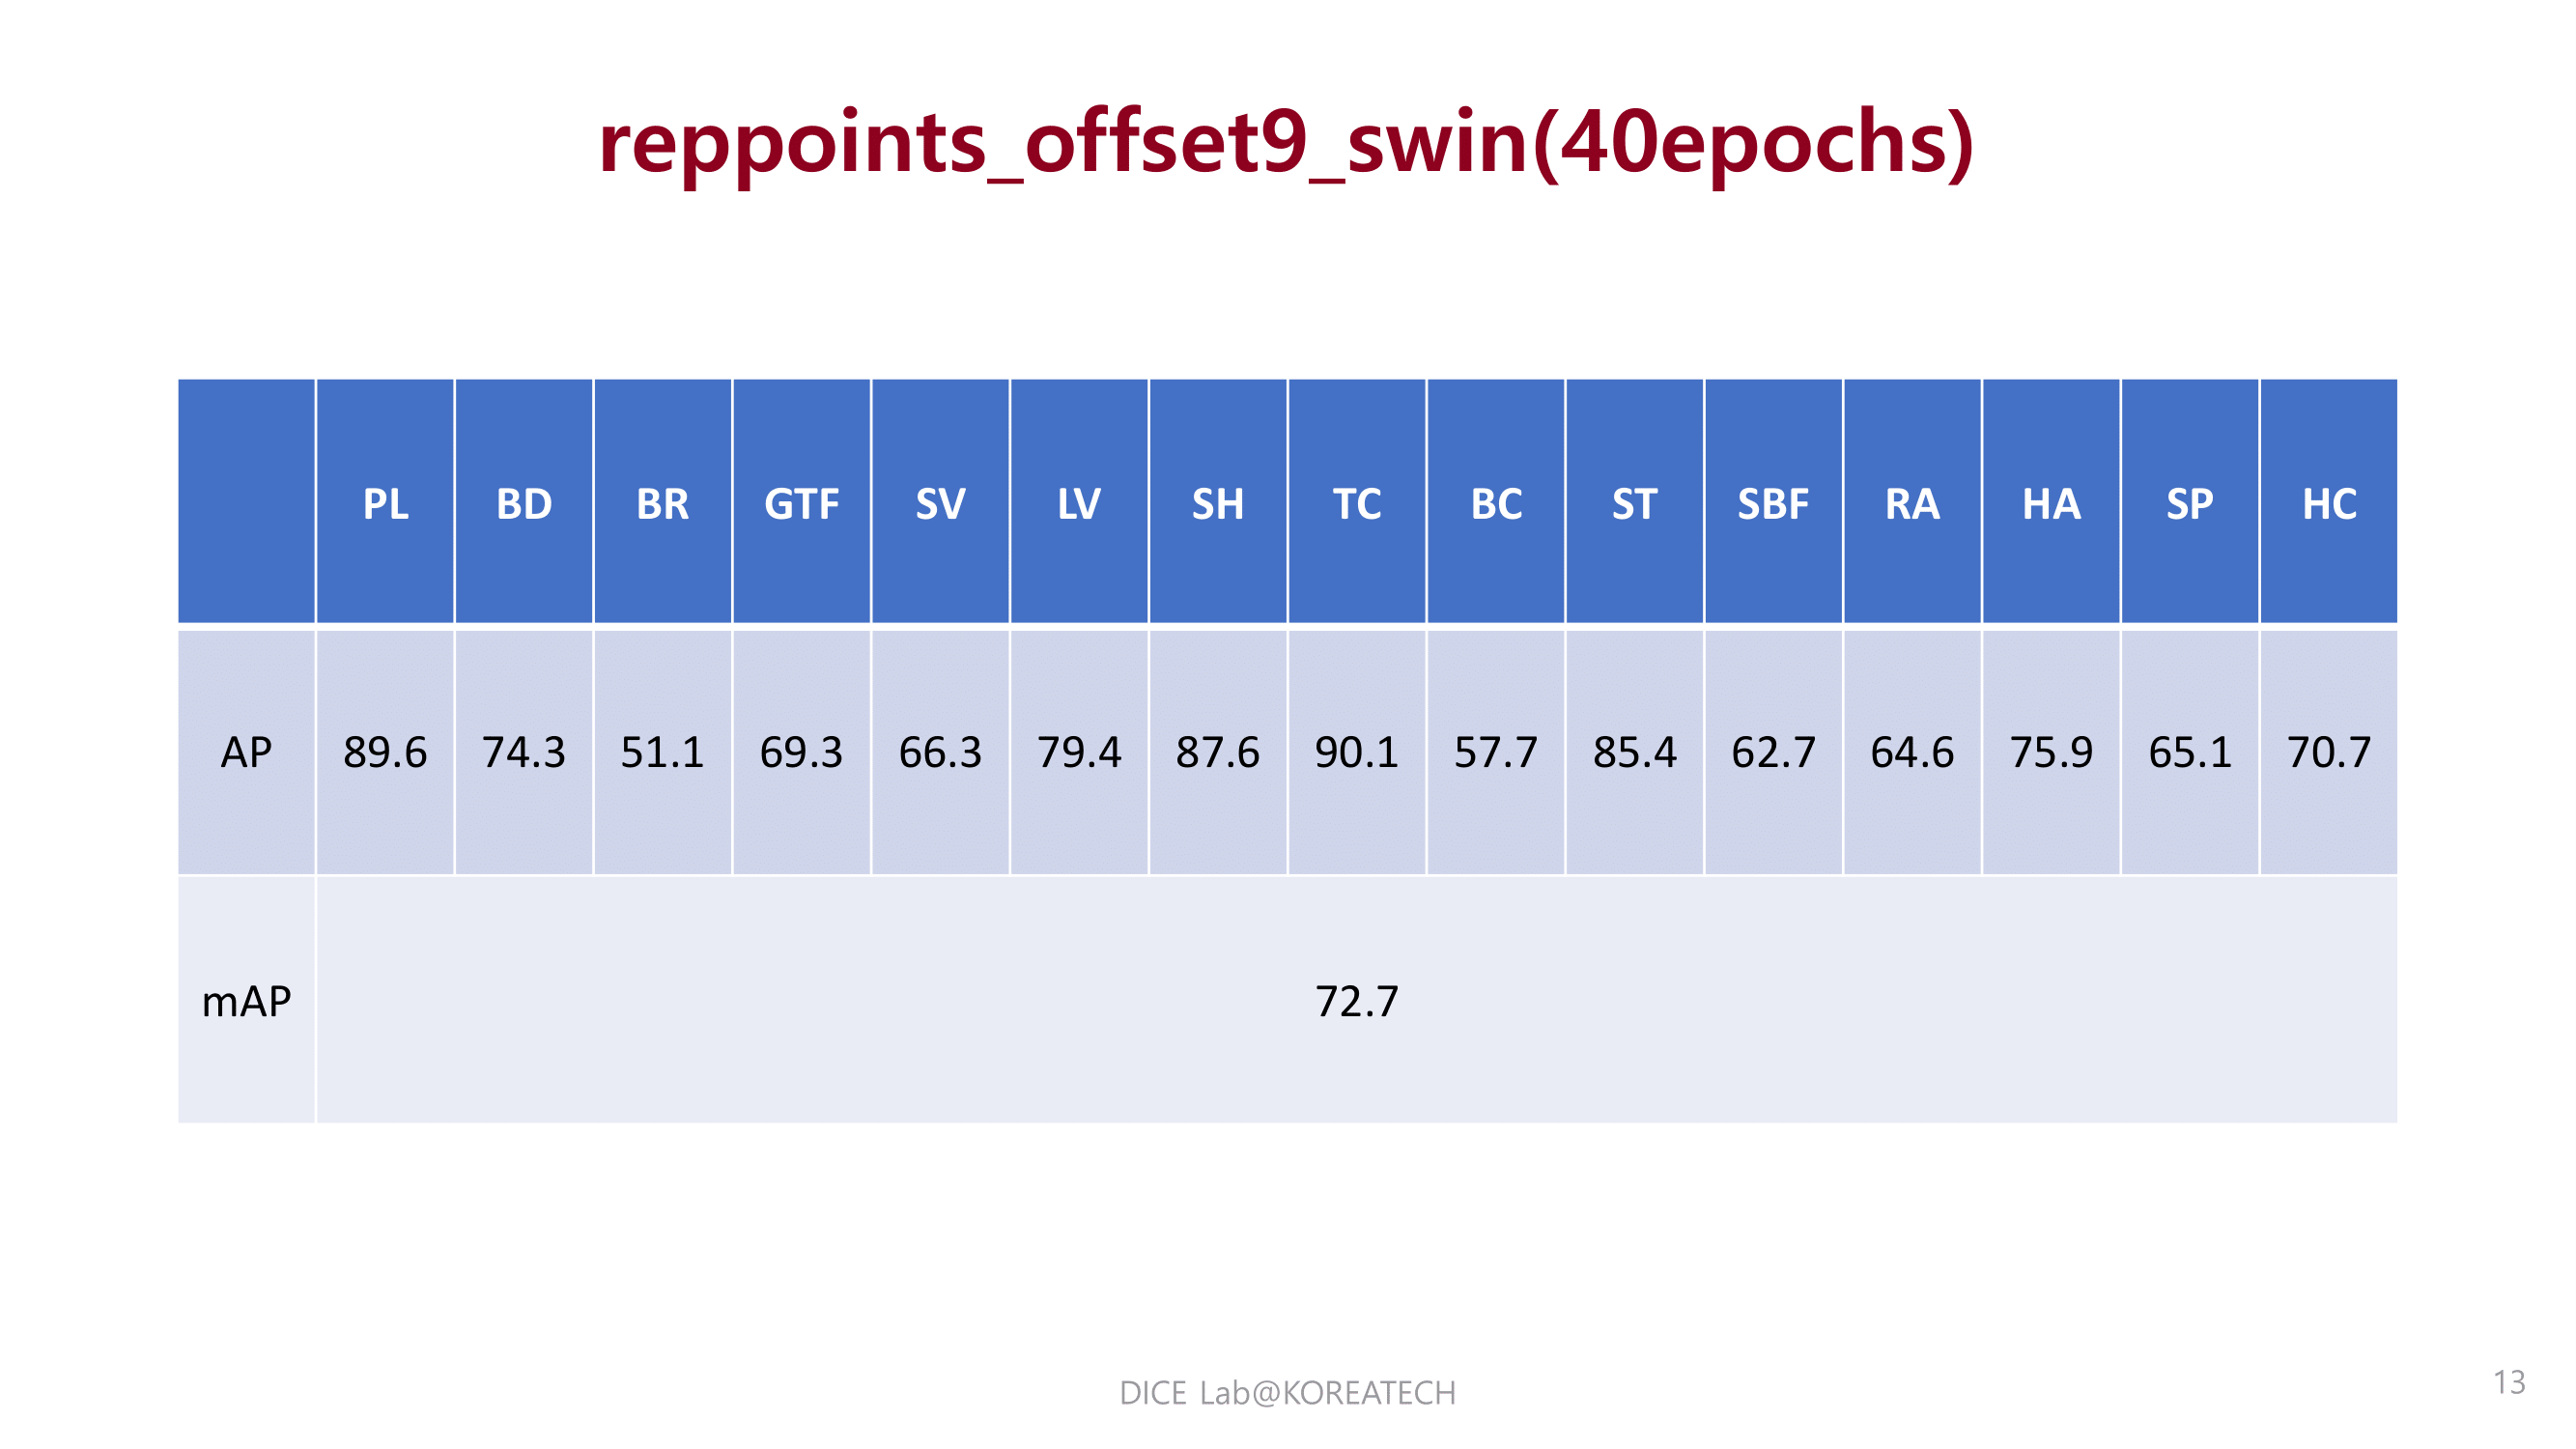 reppoints_offset9_swin(40epochs)
PL BD BR GTF SV LV SH TC BC ST SBF RA HA SP HC
AP 89.6 74.3 51.1 69.3 66.3 79.4 87.6 90.1 57.7 85.4 62.7 64.6 75.9 65.1 70.7
mAP 72.7
DICE Lab@KOREATECH
13